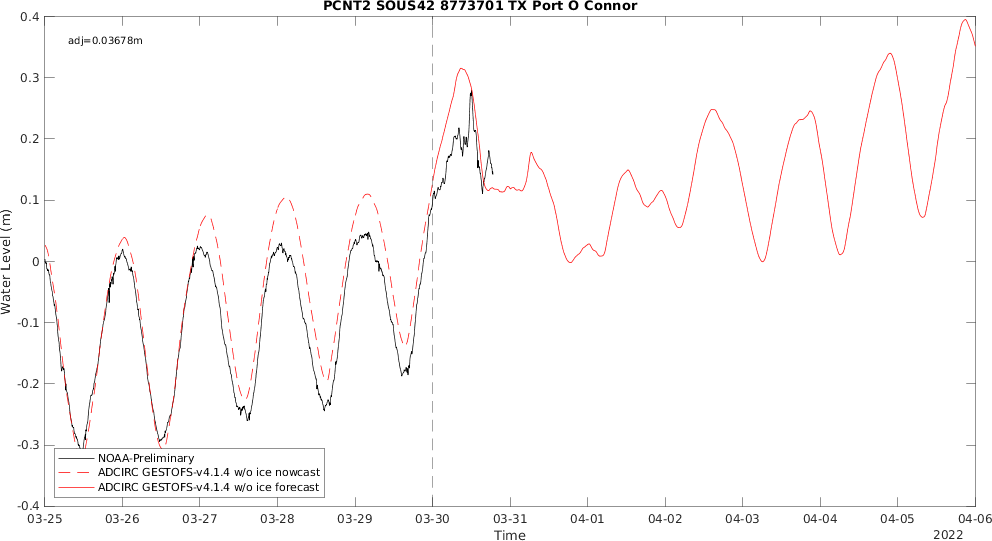 PCNT2 SOUS42 8773701 TX Port O Connor
adj=0.03678m
0.4
0.3
0.2
0.1
0
-0.1
-0.2
-0.3
-0.4
Water Level (m)
NOAA-Preliminary
ADCIRC GESTOFS-v4.1.4 w/o ice nowcast
ADCIRC GESTOFS-v4.1.4 w/o ice forecast
03-25 03-26 03-27 03-28 03-29 03-30 03-31 04-01 04-02 04-03 04-04 04-05 04-06
Time
2022